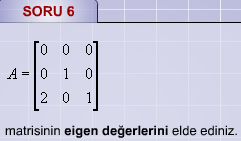 SORU 6
A = [0 0 0
0 1 0
2 0 1]
matrisinin eigen değerlerini elde ediniz.